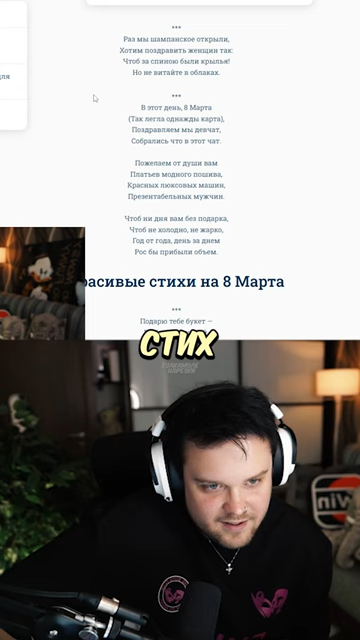 для
***
Раз мы шампанское открыли,
Хотим поздравить женщин так:
Чтоб за спиною были крылья!
Но не витайте в облаках.
***
В этот день, 8 Марта
(Так легла однажды карта),
Поздравляем мы девчат,
Собрались что в этот чат.
Пожелаем от души вам
Платьев модного пошива,
Красных люксовых машин,
Презентабельных мужчин.
Чтоб ни дня вам без подарка,
Чтоб не холодно, не жарко,
Год от года, день за днем
Рос бы прибыли объем.
расивые стихи на 8 Марта
***
Подарю тебе букет —
СТИХ